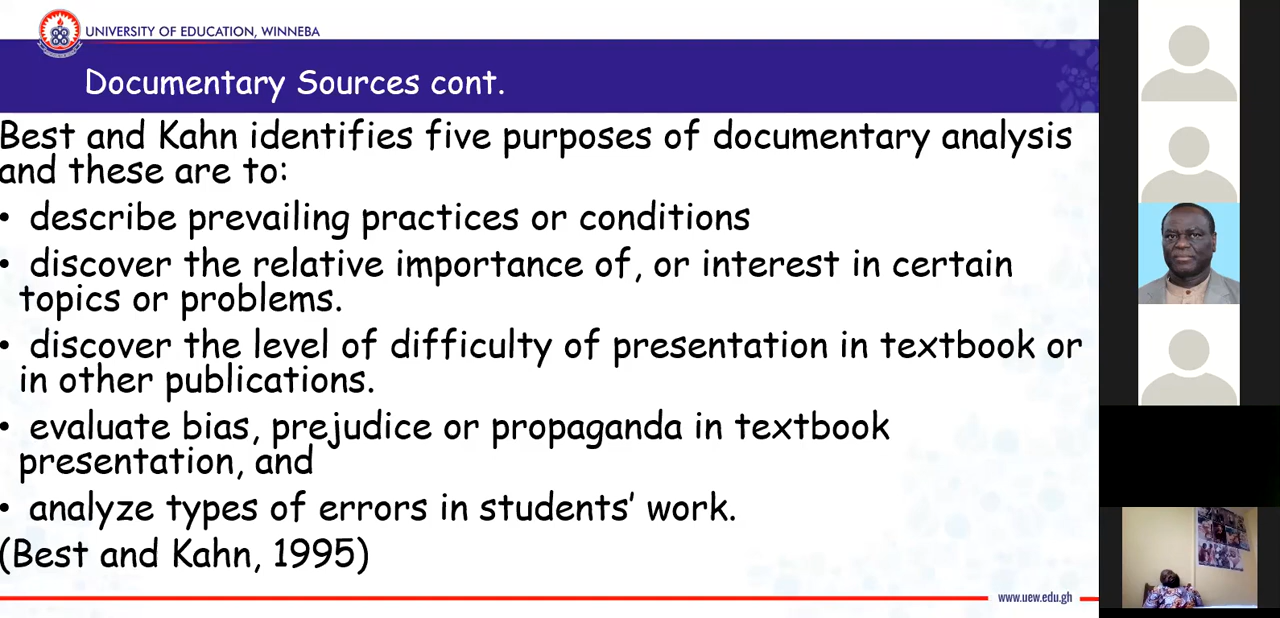 UNIVERSITY OF EDUCATION, WINNEBA
Documentary Sources cont.
Best and Kahn identifies five purposes of documentary analysis
and these are to:
• describe prevailing practices or conditions
• discover the relative importance of, or interest in certain
topics or problems.
• discover the level of difficulty of presentation in textbook or
in other publications.
• evaluate bias, prejudice or propaganda in textbook
presentation, and
• analyze types of errors in students’ work.
(Best and Kahn, 1995)
www.uew.edu.gh